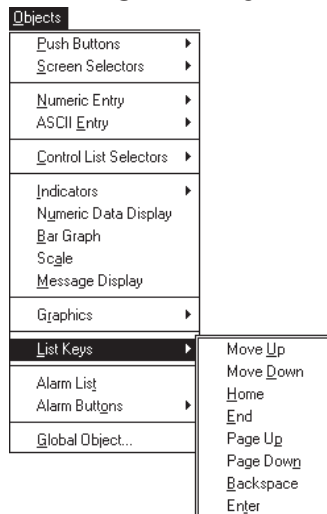 Objects
Push Buttons
Screen Selectors
Numeric Entry
ASCII Entry
Control List Selectors
Indicators
Numeric Data Display
Bar Graph
Scale
Message Display
Graphics
List Keys
Move Up
Move Down
Home
End
Page Up
Page Down
Backspace
Enter
Alarm List
Alarm Buttons
Global Object...